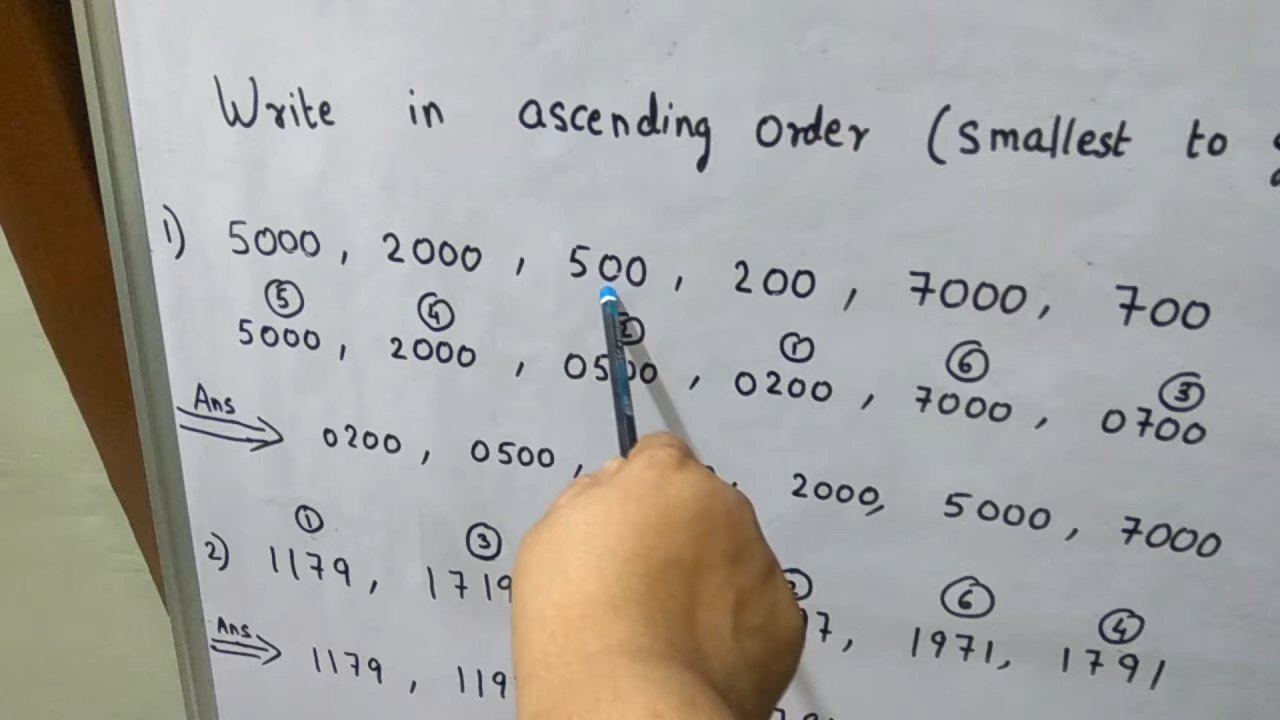 Write in ascending order (smallest to
1) 5000, 2000, 500, 200, 7000, 700
⑤ ④ ② ① ⑥ ③
5000, 2000, 0500, 0200, 7000, 0700
Ans
0200, 0500, 2000, 5000, 7000
① ③ ② ⑥ ④
2) 1179, 1719 1971, 1791
Ans
1179,